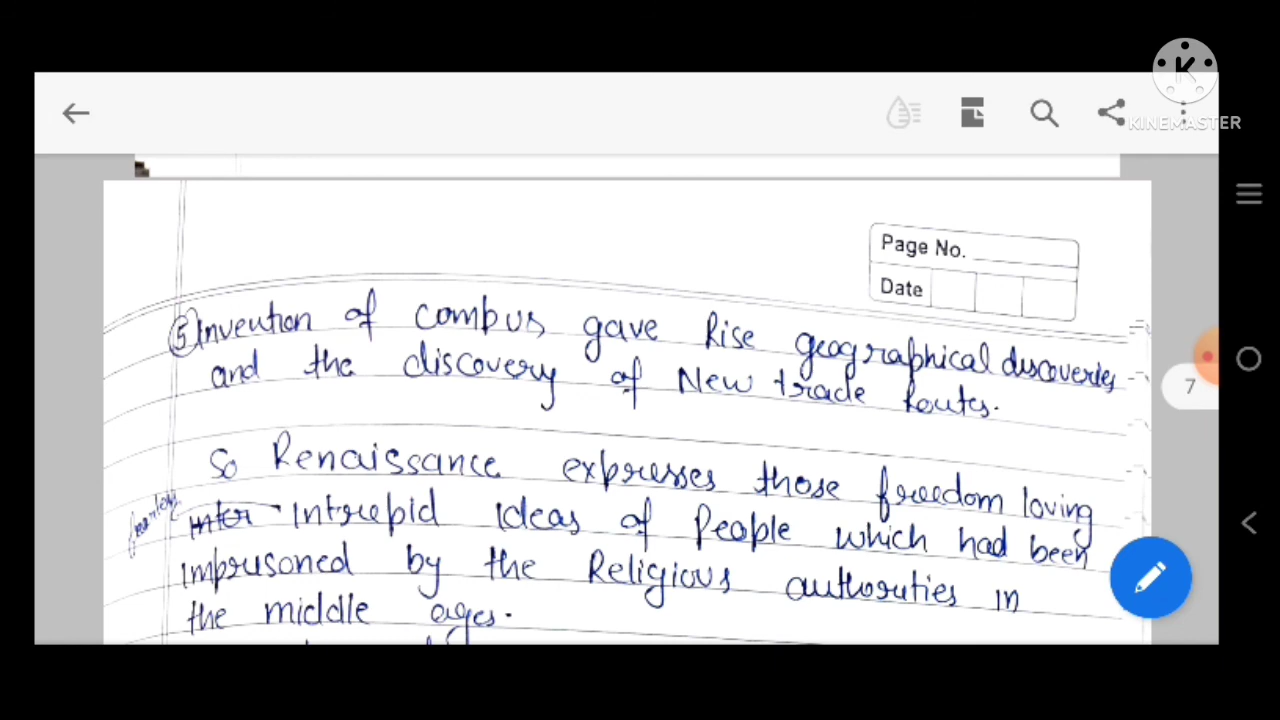 KINEMASTER
Page No.
Date
7
⑤ Invention of combus gave Rise geographical discoveries
and the discovery of New trade Routes.
So Renaissance expresses those freedom loving
Inter Intrepid Ideas of People which had been
imprisoned by the Religious authorities in
the middle ages.